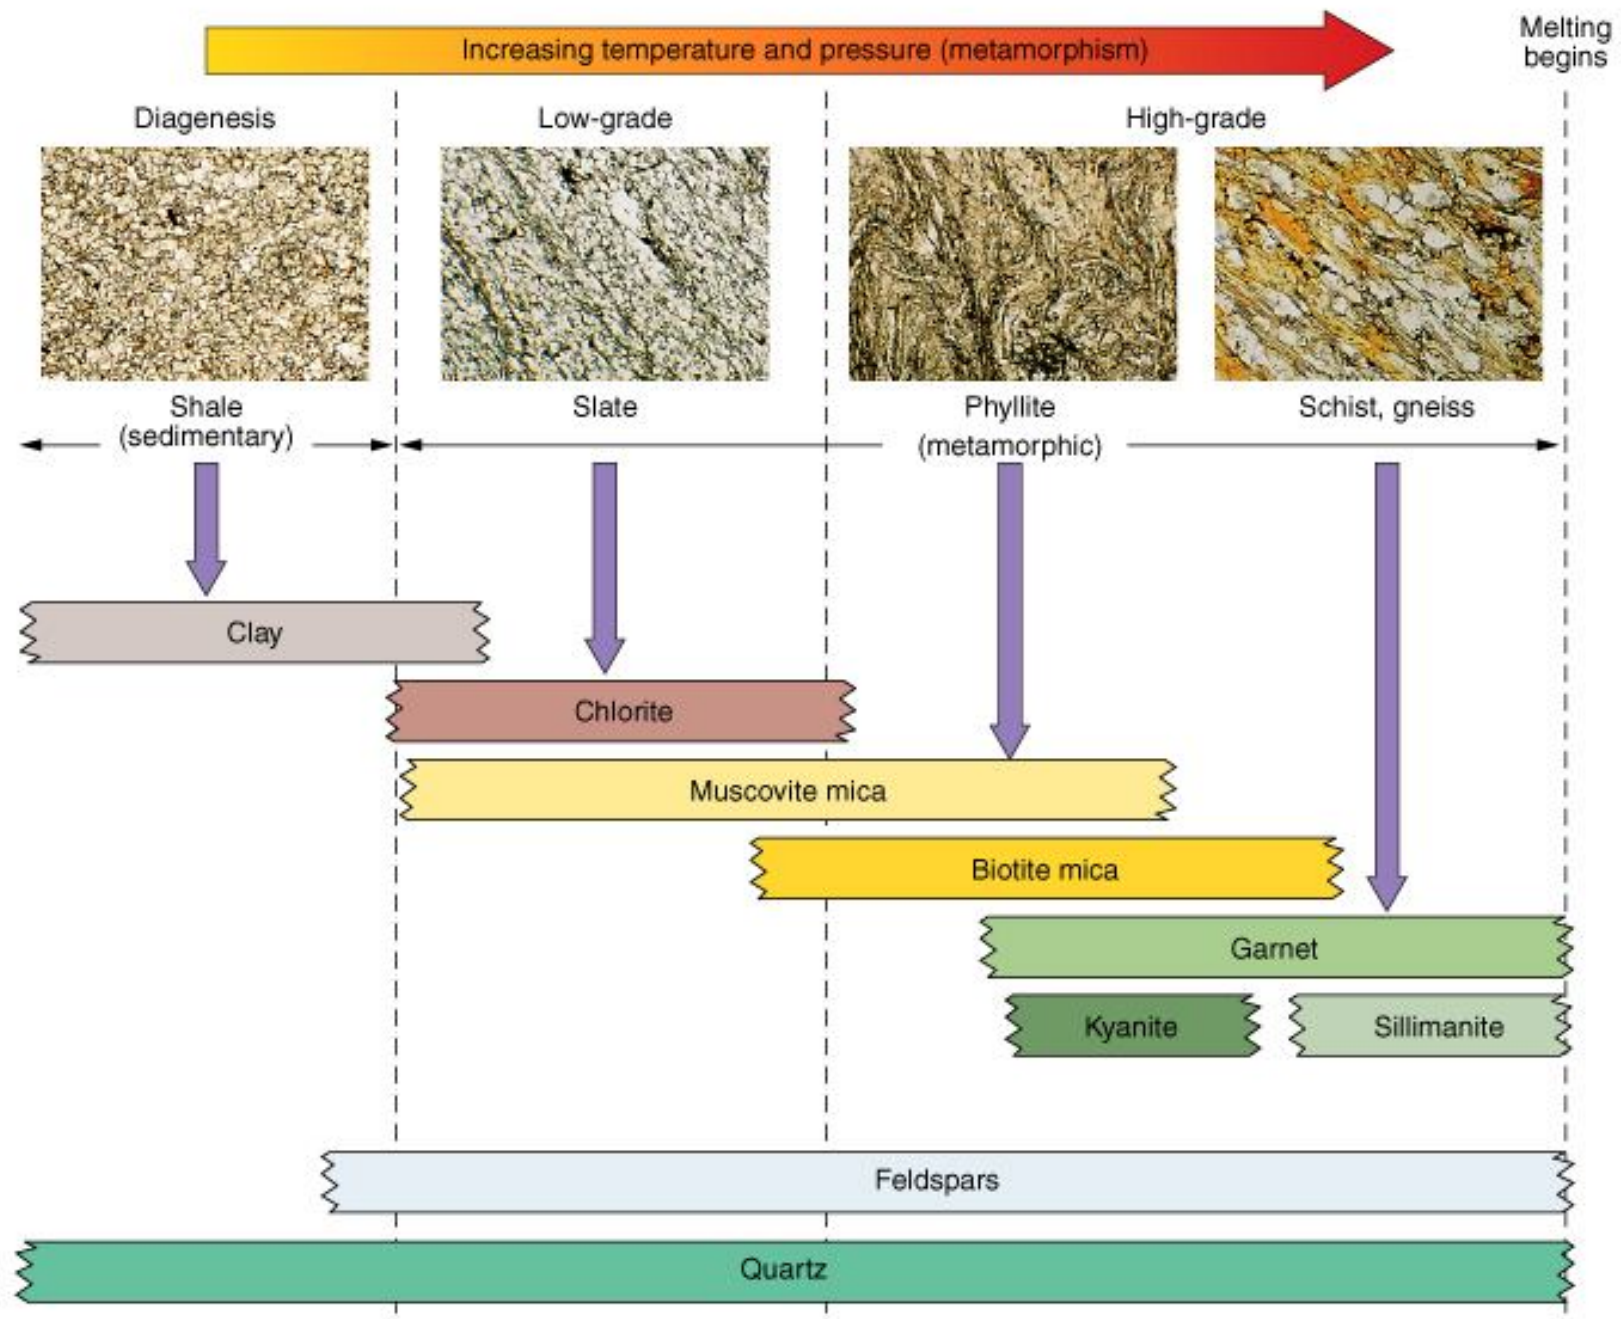 Increasing temperature and pressure (metamorphism)
Melting
begins
Diagenesis
Low-grade
High-grade
Shale
(sedimentary)
Slate
Phyllite
(metamorphic)
Schist, gneiss
Clay
Chlorite
Muscovite mica
Biotite mica
Garnet
Kyanite
Sillimanite
Feldspars
Quartz